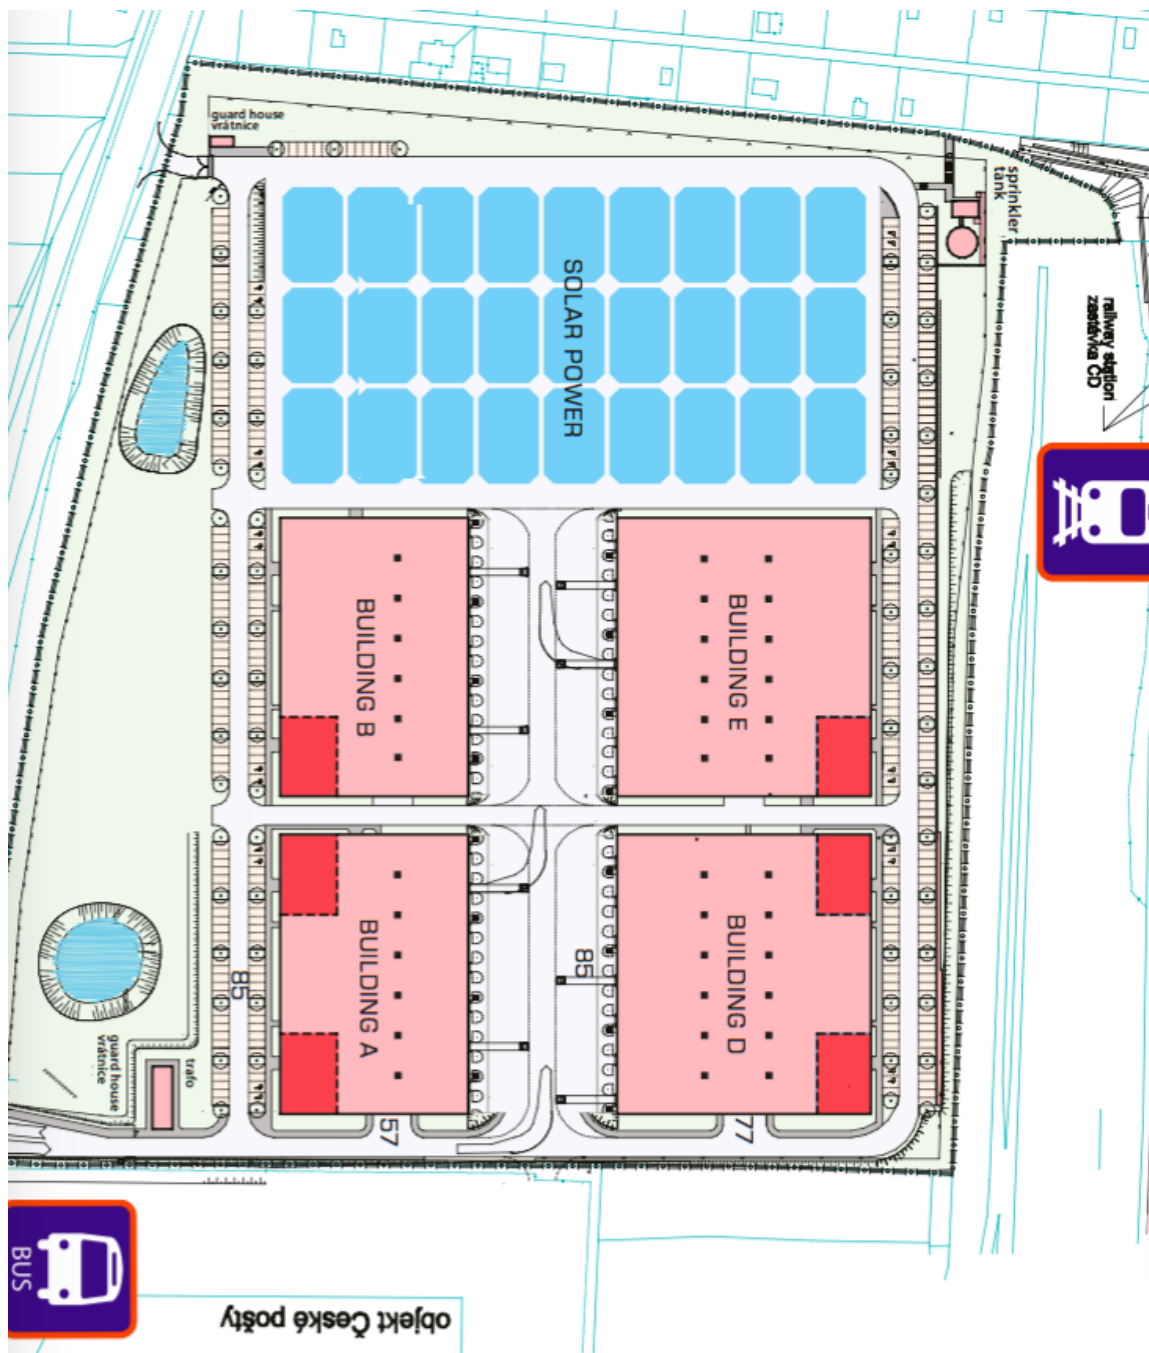 guard house
vrátnice
sprinkler
tank
SOLAR POWER
railway station
zastávka ČD
BUILDING B
BUILDING E
BUILDING A
BUILDING D
85
85
guard house
vrátnice
trafo
57
77
BUS
objekt České pošty